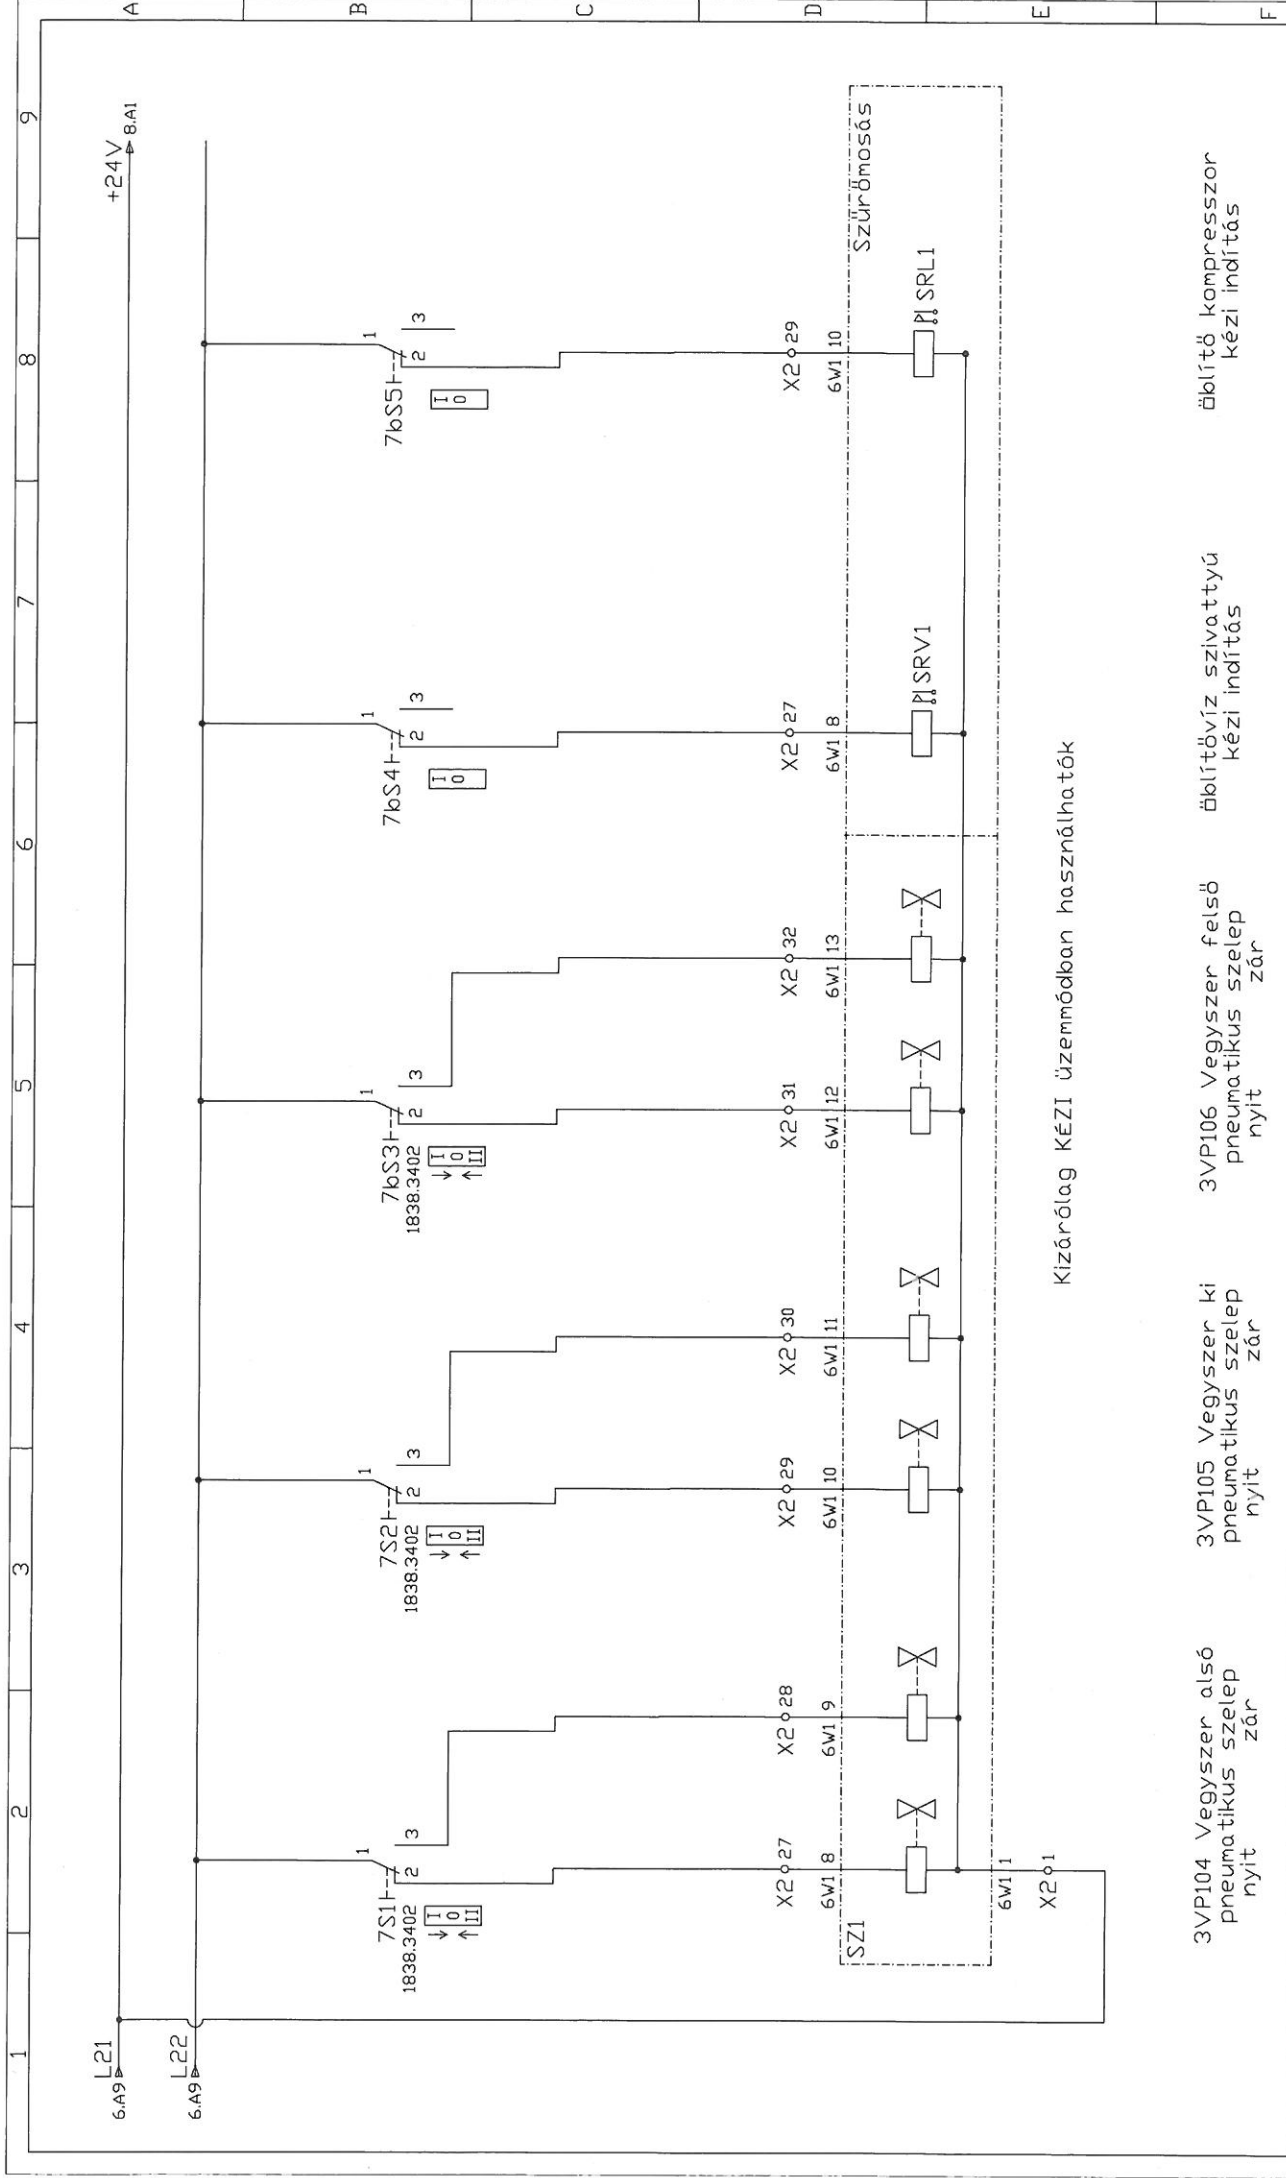 1
2
3
4
5
6
7
8
9
A
B
C
D
E
F
6.A9 L21
+24V 8.A1
6.A9 L22
7S1
1838.3402
I
0
II
1
2
3
7S2
1838.3402
I
0
II
1
2
3
7bS3
1838.3402
I
0
II
1
2
3
7bS4
I
0
1
2
3
7bS5
I
0
1
2
3
X2 27
X2 28
X2 29
X2 30
X2 31
X2 32
X2 27
X2 29
6W1 8
6W1 9
6W1 10
6W1 11
6W1 12
6W1 13
6W1 8
6W1 10
SZ1
Szűrőmosás
SRV1
SRL1
6W1 1
X2 1
Kizárólag KÉZI üzemmódban használhatók
3VP104 Vegyszer alsó
pneumatikus szelep
nyit zár
3VP105 Vegyszer ki
pneumatikus szelep
nyit zár
3VP106 Vegyszer felső
pneumatikus szelep
nyit zár
öblítővíz szivattyú
kézi indítás
öblítő kompresszor
kézi indítás